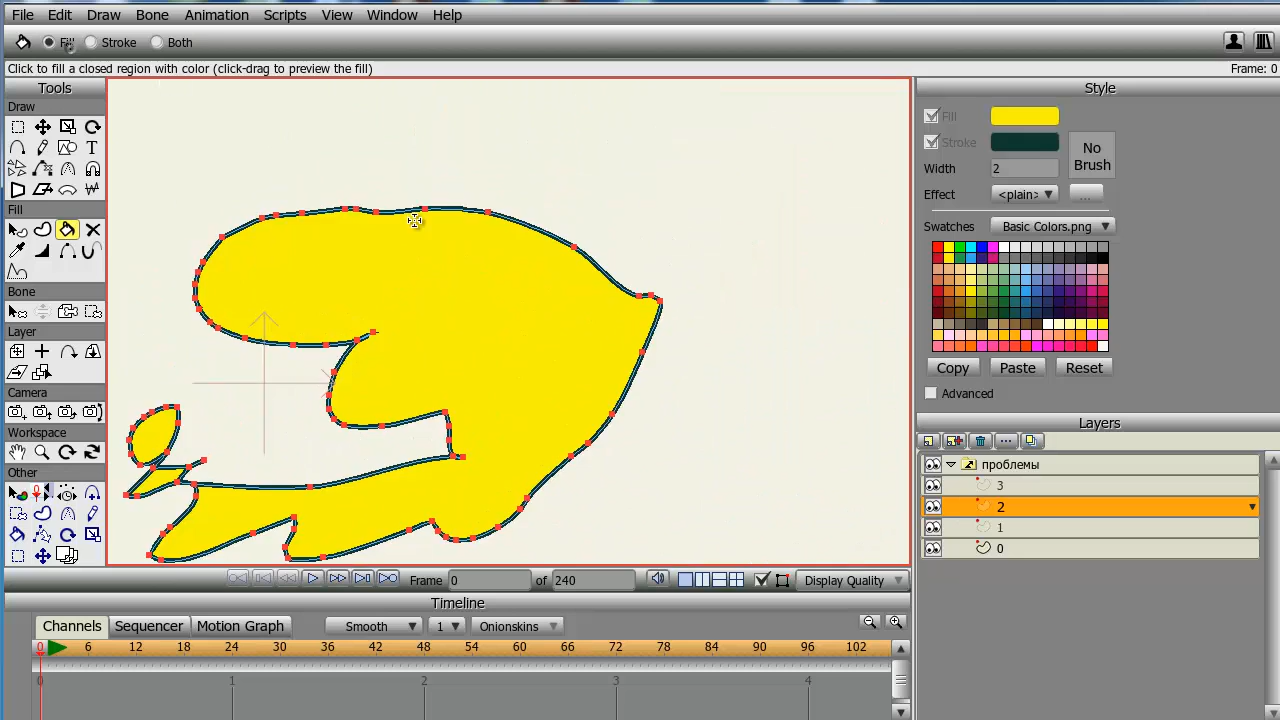 File Edit Draw Bone Animation Scripts View Window Help
Stroke Both
Click to fill a closed region with color (click-drag to preview the fill) Frame: 0
Tools
Draw
Fill
Bone
Layer
Camera
Workspace
Other
Style
Fill
Stroke
No Brush
Width 2
Effect <plain> ...
Swatches Basic Colors.png
Copy Paste Reset
Advanced
Layers
проблемы
3
2
1
0
Frame 0 of 240 Display Quality
Timeline
Channels Sequencer Motion Graph Smooth 1 Onionskins
0 6 12 18 24 30 36 42 48 54 60 66 72 78 84 90 96 102
0 1 2 3 4